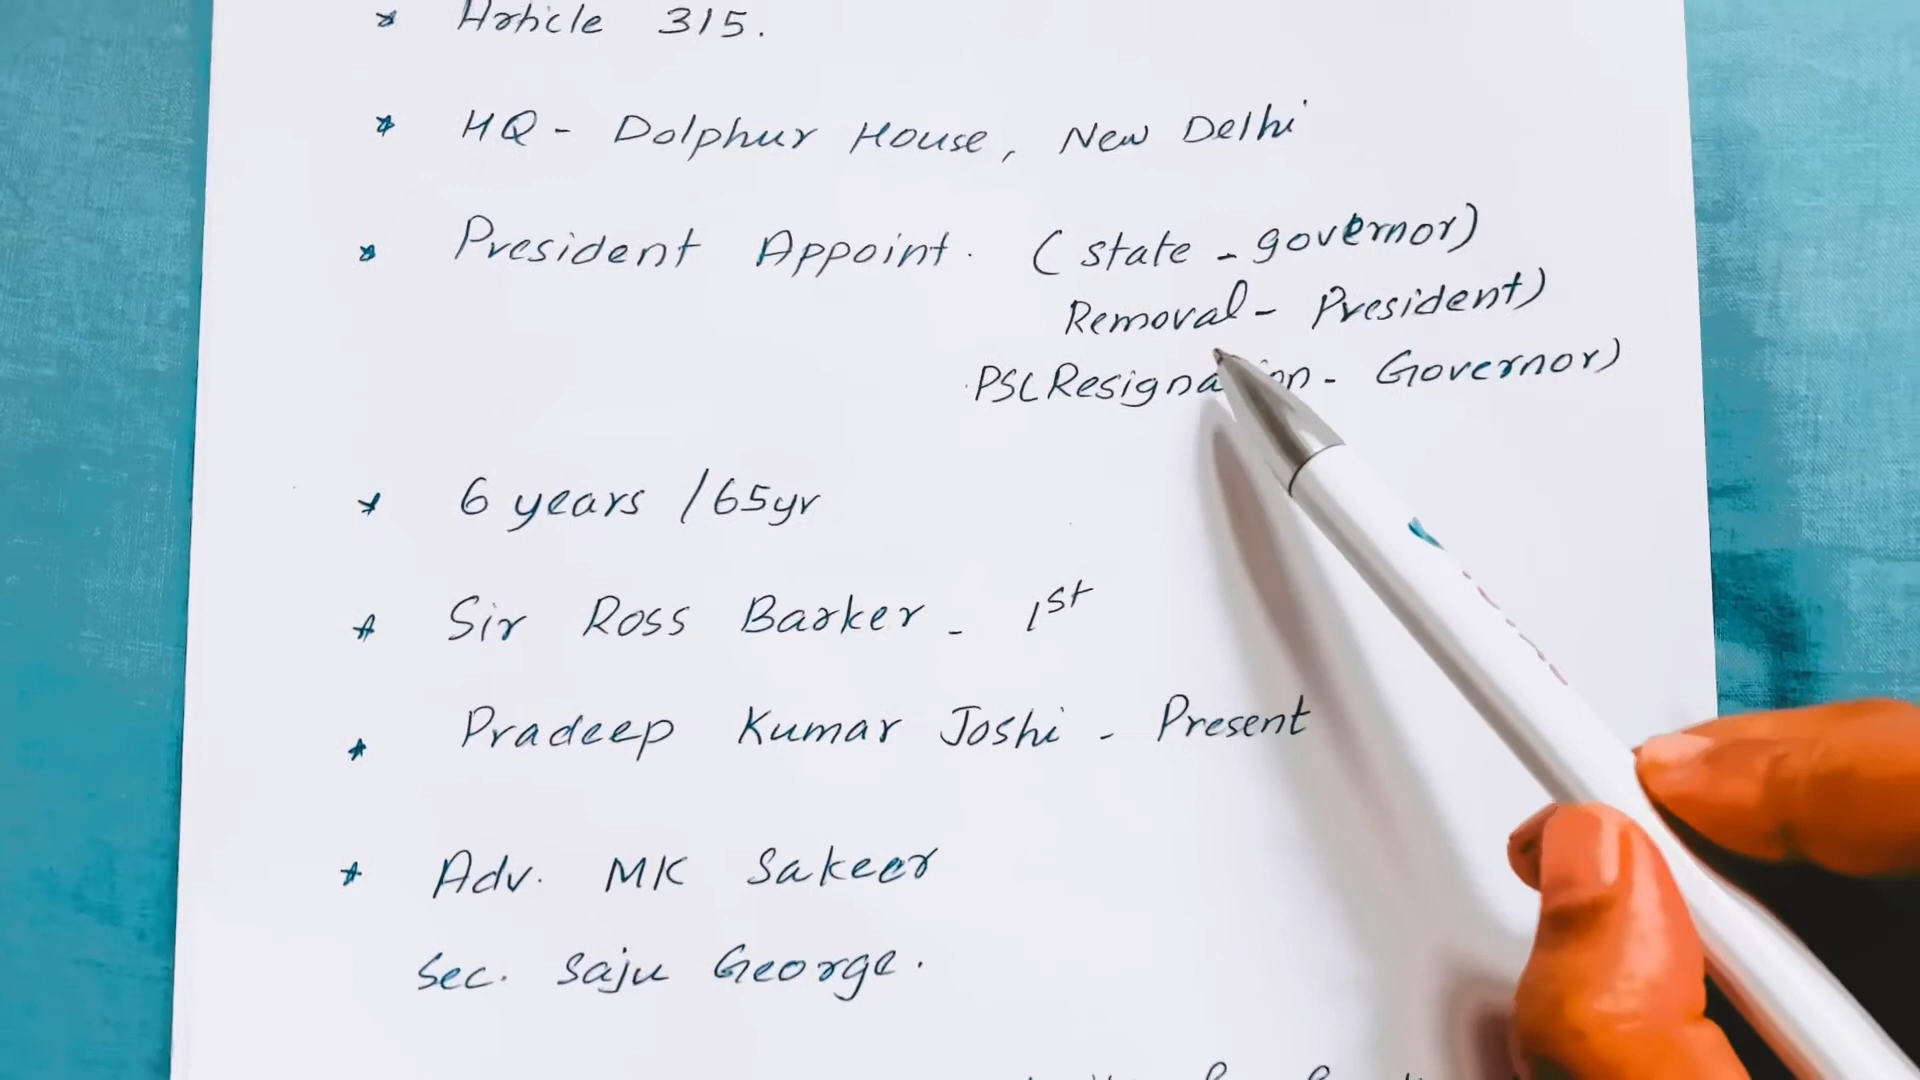 * Article 315.
* HQ - Dolphur House, New Delhi
* President Appoint. (state - governor)
Removal - President)
PSC Resignation - Governor)
* 6 years / 65yr
* Sir Ross Barker - 1st
* Pradeep Kumar Joshi - Present
* Adv. MK Sakeer
Sec. Saju George.